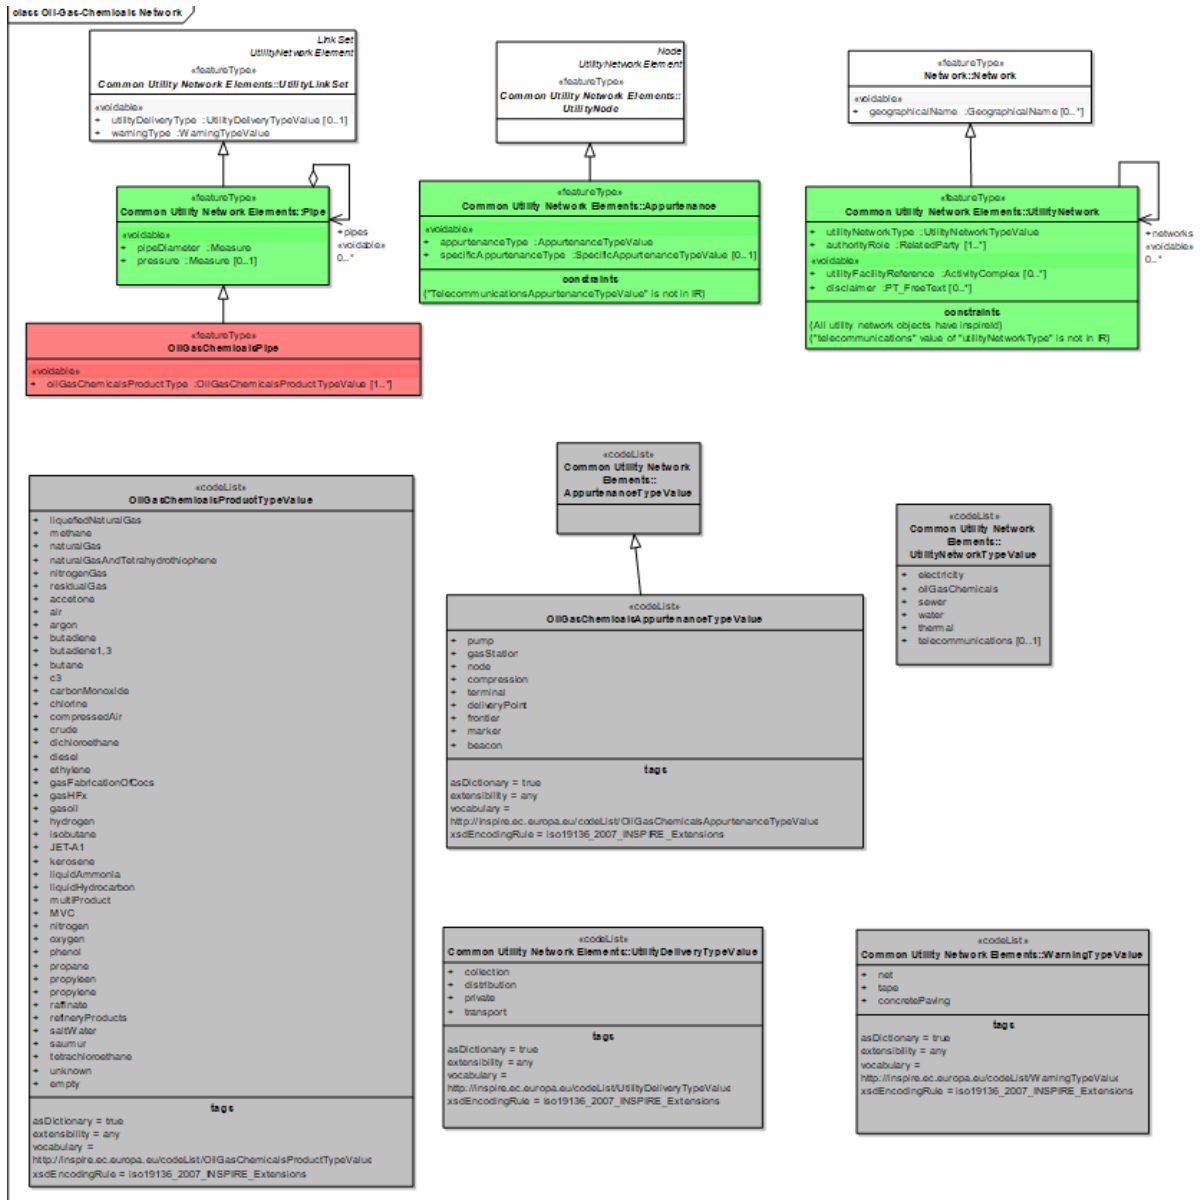 class Oil-Gas-Chemicals Network
Link Set
UtilityNetworkElement
«featureType»
Common Utility Network Elements::UtilityLinkSet
«voidable»
+ utilityDeliveryType :UtilityDeliveryTypeValue [0..1]
+ warningType :WarningTypeValue
Node
UtilityNetworkElement
«featureType»
Common Utility Network Elements::
UtilityNode
«featureType»
Network::Network
«voidable»
+ geographicalName :GeographicalName [0..*]
«featureType»
Common Utility Network Elements::Pipe
«voidable»
+ pipeDiameter :Measure
+ pressure :Measure [0..1]
+pipes
«voidable»
0..*
«featureType»
Common Utility Network Elements::Appurtenance
«voidable»
+ appurtenanceType :AppurtenanceTypeValue
+ specificAppurtenanceType :SpecificAppurtenanceTypeValue [0..1]
constraints
{"TelecommunicationsAppurtenanceTypeValue" is not in IR}
«featureType»
Common Utility Network Elements::UtilityNetwork
+ utilityNetworkType :UtilityNetworkTypeValue
+ authorityRole :RelatedParty [1..*]
«voidable»
+ utilityFacilityReference :ActivityComplex [0..*]
+ disclaimer :PT_FreeText [0..*]
constraints
{All utility network objects have inspireId}
{"telecommunications" value of "utilityNetworkType" is not in IR}
+networks
«voidable»
0..*
«featureType»
OilGasChemicalsPipe
«voidable»
+ oilGasChemicalsProductType :OilGasChemicalsProductTypeValue [1..*]
«codeList»
OilGasChemicalsProductTypeValue
+ liquefiedNaturalGas
+ methane
+ naturalGas
+ naturalGasAndTetrahydrothiophene
+ nitrogenGas
+ residualGas
+ accetone
+ air
+ argon
+ butadiene
+ butadiene1,3
+ butane
+ c3
+ carbonMonoxide
+ chlorine
+ compressedAir
+ crude
+ dichloroethane
+ diesel
+ ethylene
+ gasFabricationOfCocs
+ gasHFx
+ gasoil
+ hydrogen
+ isobutane
+ JET-A1
+ kerosene
+ liquidAmmonia
+ liquidHydrocarbon
+ multiProduct
+ MVC
+ nitrogen
+ oxygen
+ phenol
+ propane
+ propyleen
+ propylene
+ raffinate
+ refineryProducts
+ saltWater
+ saumur
+ tetrachloroethane
+ unknown
+ empty
tags
asDictionary = true
extensibility = any
vocabulary =
http://inspire.ec.europa.eu/codeList/OilGasChemicalsProductTypeValue
xsdEncodingRule = iso19136_2007_INSPIRE_Extensions
«codeList»
Common Utility Network
Elements::
AppurtenanceTypeValue
«codeList»
OilGasChemicalsAppurtenanceTypeValue
+ pump
+ gasStation
+ node
+ compression
+ terminal
+ deliveryPoint
+ frontier
+ marker
+ beacon
tags
asDictionary = true
extensibility = any
vocabulary =
http://inspire.ec.europa.eu/codeList/OilGasChemicalsAppurtenanceTypeValue
xsdEncodingRule = iso19136_2007_INSPIRE_Extensions
«codeList»
Common Utility Network
Elements::
UtilityNetworkTypeValue
+ electricity
+ oilGasChemicals
+ sewer
+ water
+ thermal
+ telecommunications [0..1]
«codeList»
Common Utility Network Elements::UtilityDeliveryTypeValue
+ collection
+ distribution
+ private
+ transport
tags
asDictionary = true
extensibility = any
vocabulary =
http://inspire.ec.europa.eu/codeList/UtilityDeliveryTypeValue
xsdEncodingRule = iso19136_2007_INSPIRE_Extensions
«codeList»
Common Utility Network Elements::WarningTypeValue
+ net
+ tape
+ concretePaving
tags
asDictionary = true
extensibility = any
vocabulary =
http://inspire.ec.europa.eu/codeList/WarningTypeValue
xsdEncodingRule = iso19136_2007_INSPIRE_Extensions